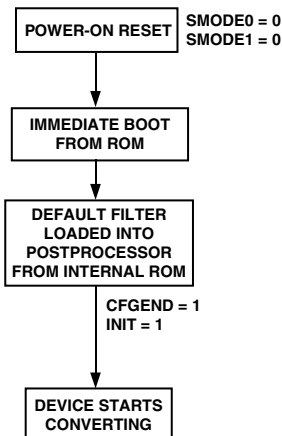 POWER-ON RESET
SMODE0 = 0
SMODE1 = 0
IMMEDIATE BOOT
FROM ROM
DEFAULT FILTER
LOADED INTO
POSTPROCESSOR
FROM INTERNAL ROM
CFGEND = 1
INIT = 1
DEVICE STARTS
CONVERTING